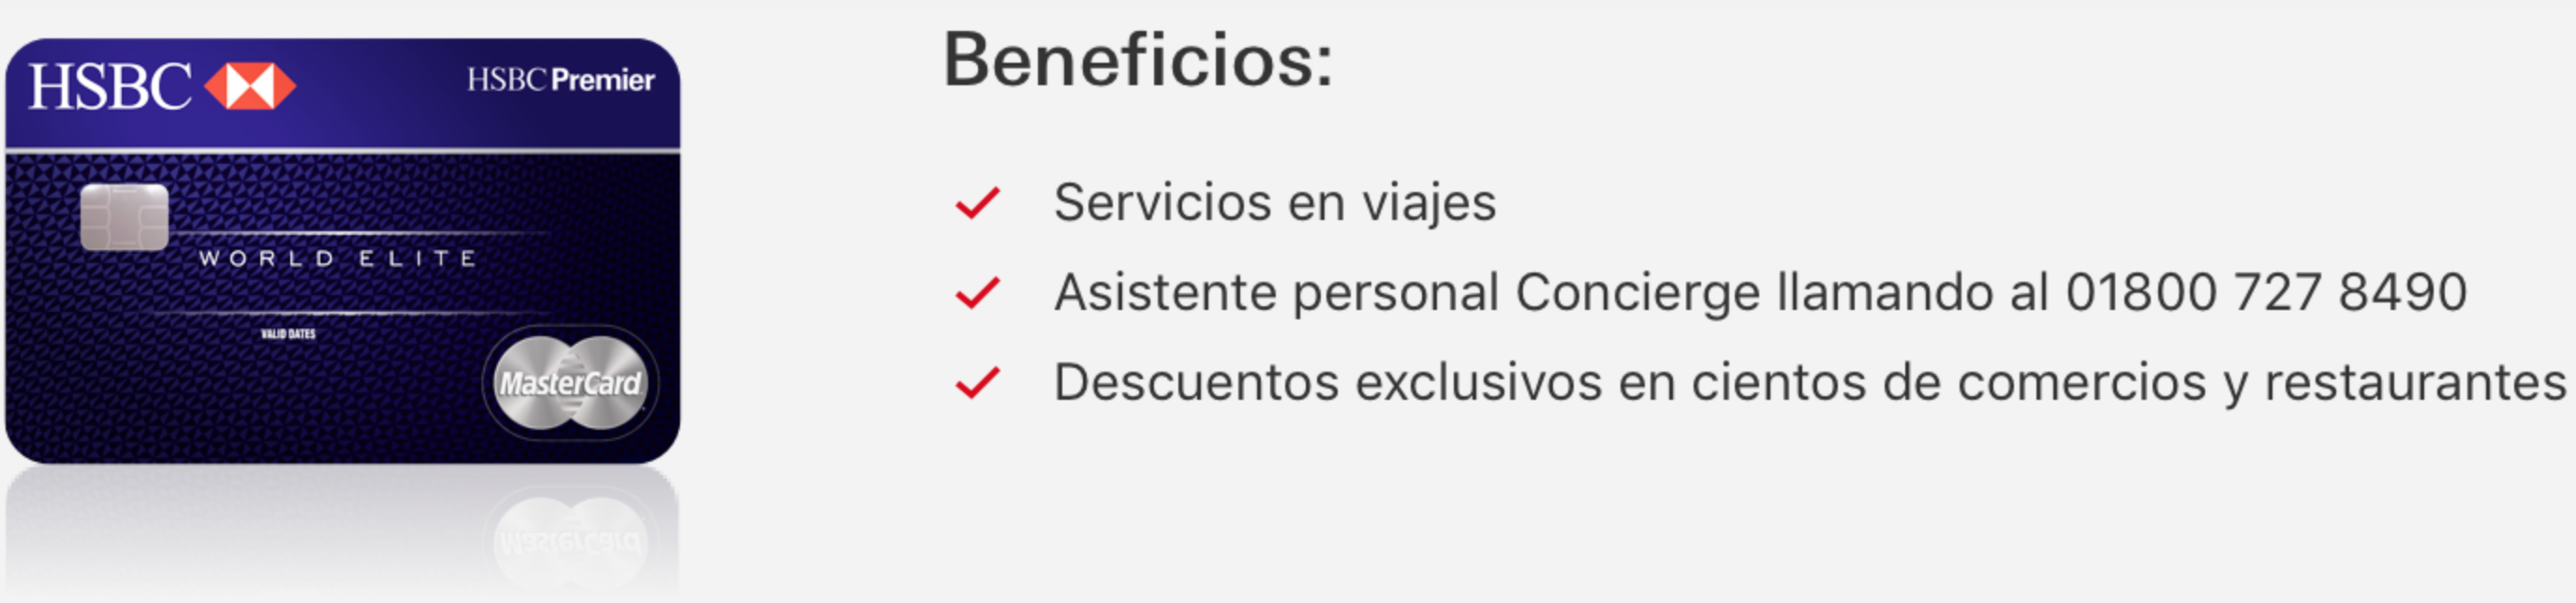 HSBC
HSBC Premier
WORLD ELITE
VALID DATES
MasterCard
Beneficios:
Servicios en viajes
Asistente personal Concierge llamando al 01800 727 8490
Descuentos exclusivos en cientos de comercios y restaurantes